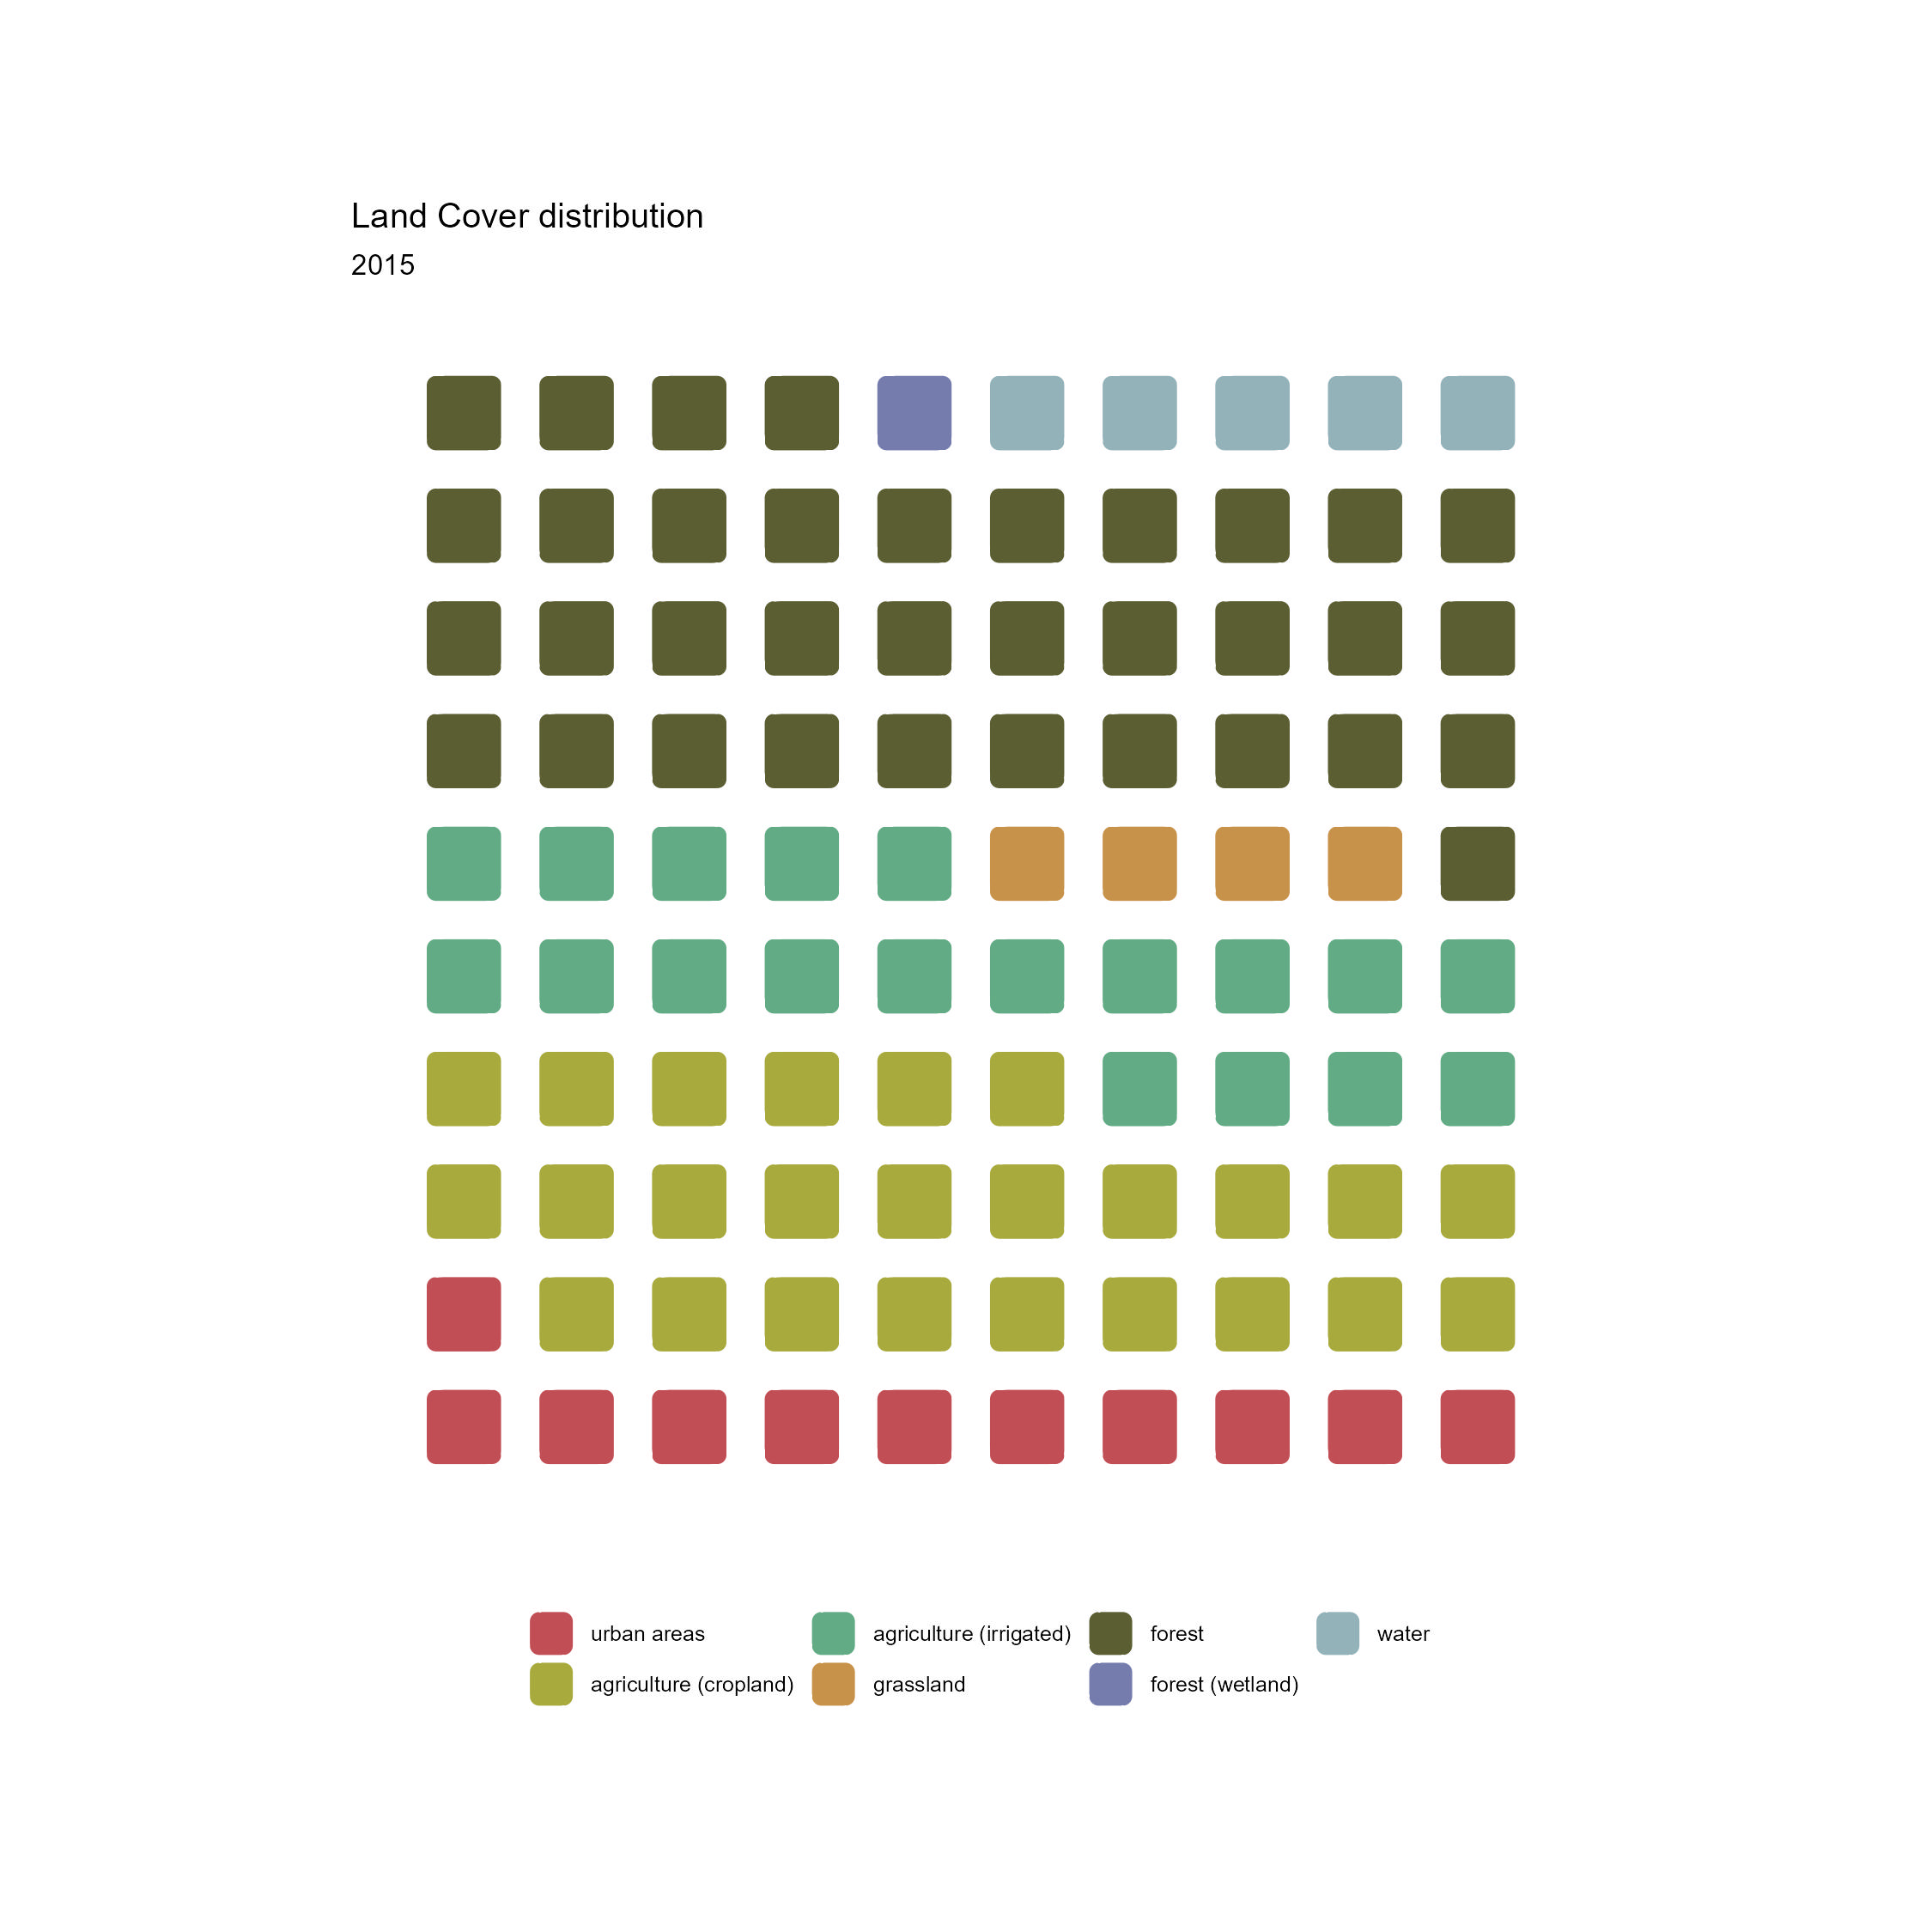 Land Cover distribution
2015
urban areas
agriculture (irrigated)
forest
water
agriculture (cropland)
grassland
forest (wetland)